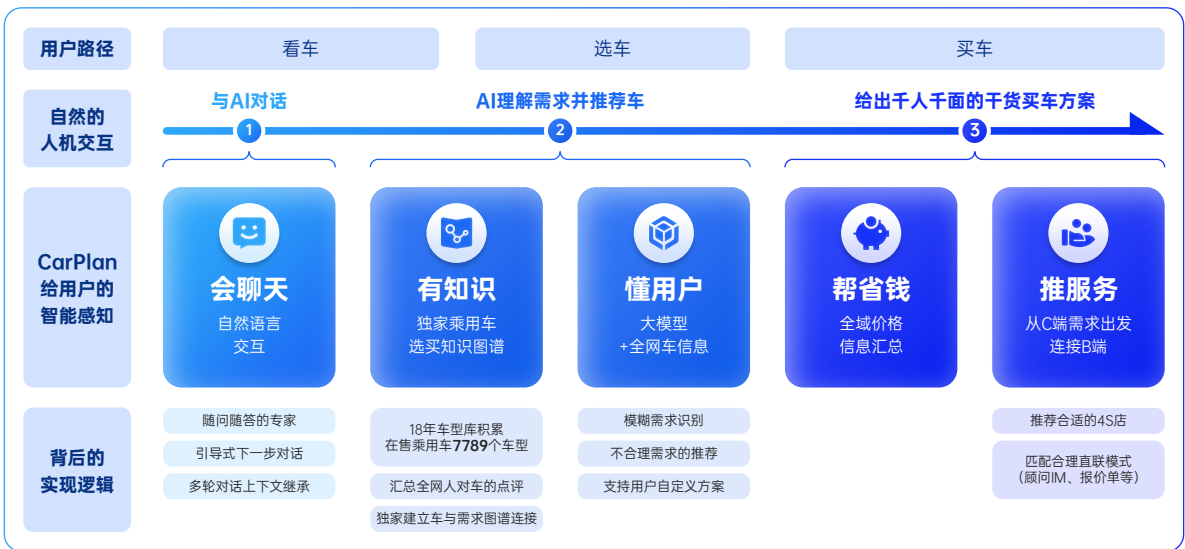 用户路径
看车
选车
买车
自然的
人机交互
与AI对话
AI理解需求并推荐车
给出千人千面的干货买车方案
1
2
3
CarPlan
给用户的
智能感知
会聊天
自然语言
交互
有知识
独家乘用车
选买知识图谱
懂用户
大模型
+全网车信息
帮省钱
全域价格
信息汇总
推服务
从C端需求出发
连接B端
背后的
实现逻辑
随问随答的专家
引导式下一步对话
多轮对话上下文继承
18年车型库积累
在售乘用车7789个车型
汇总全网人对车的点评
独家建立车与需求图谱连接
模糊需求识别
不合理需求的推荐
支持用户自定义方案
推荐合适的4S店
匹配合理直联模式
（顾问IM、报价单等）